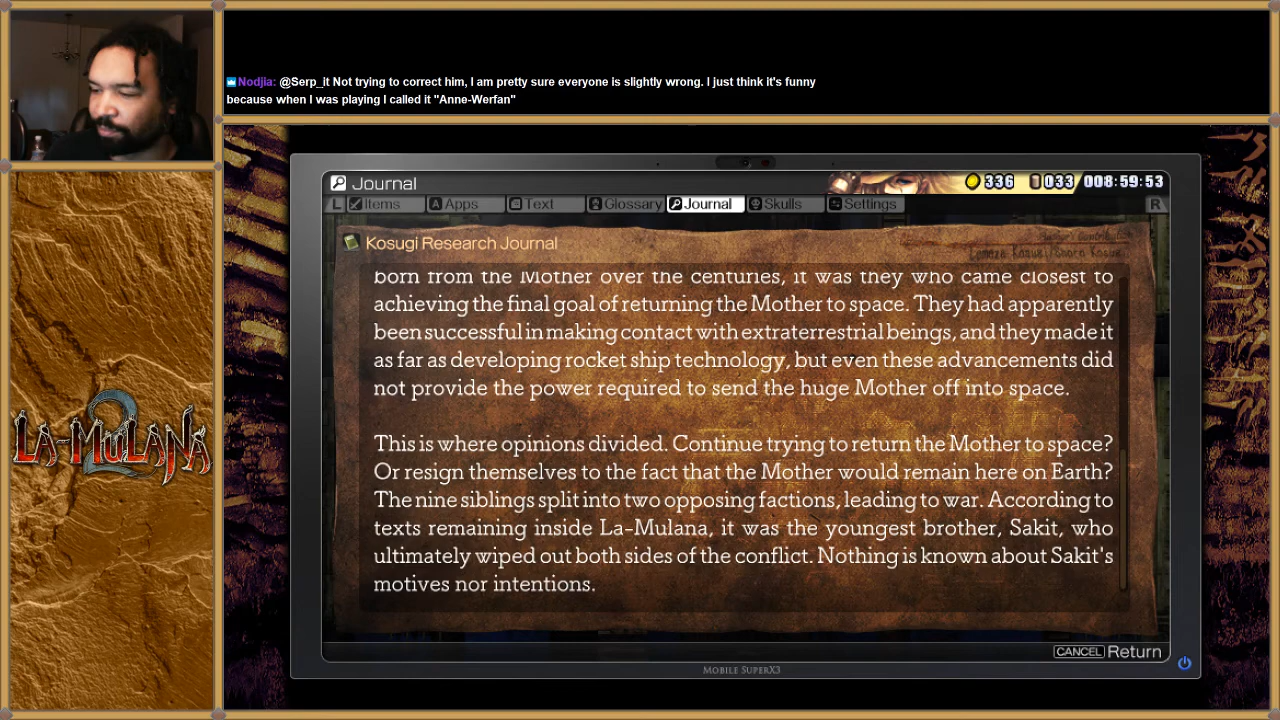 Nodjia: @Serp_it Not trying to correct him, I am pretty sure everyone is slightly wrong. I just think it's funny
because when I was playing I called it "Anne-Werfan"
Journal
336 033 008:59:53
L Items A Apps Text Glossary Journal Skulls Settings R
Kosugi Research Journal
born from the Mother over the centuries, it was they who came closest to
achieving the final goal of returning the Mother to space. They had apparently
been successful in making contact with extraterrestrial beings, and they made it
as far as developing rocket ship technology, but even these advancements did
not provide the power required to send the huge Mother off into space.
This is where opinions divided. Continue trying to return the Mother to space?
Or resign themselves to the fact that the Mother would remain here on Earth?
The nine siblings split into two opposing factions, leading to war. According to
texts remaining inside La-Mulana, it was the youngest brother, Sakit, who
ultimately wiped out both sides of the conflict. Nothing is known about Sakit's
motives nor intentions.
CANCEL Return
MOBILE SUPERX3
LA-MULANA 2